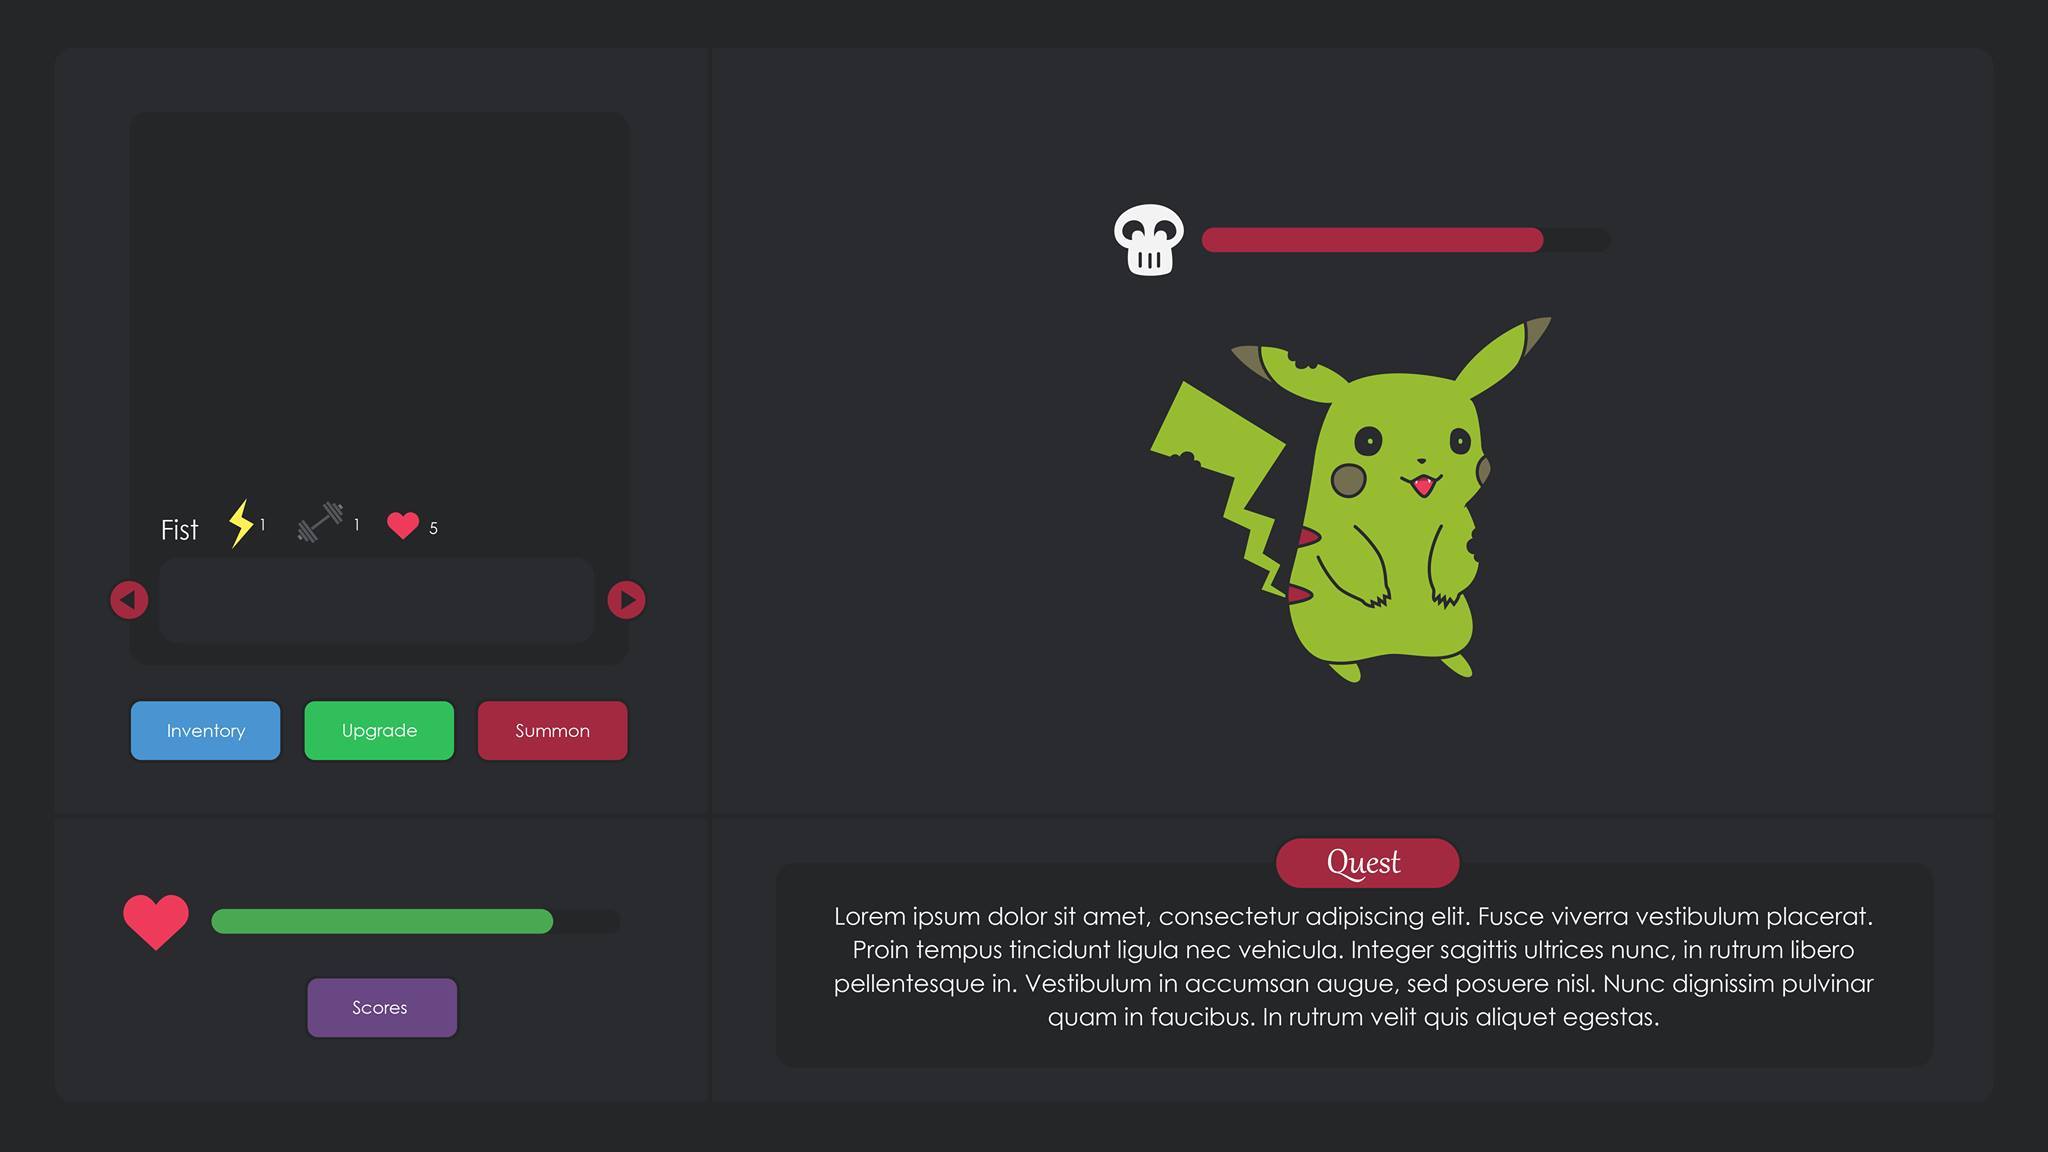 Fist 1 1 5
Inventory Upgrade Summon
Scores
Quest
Lorem ipsum dolor sit amet, consectetur adipiscing elit. Fusce viverra vestibulum placerat.
Proin tempus tincidunt ligula nec vehicula. Integer sagittis ultrices nunc, in rutrum libero
pellentesque in. Vestibulum in accumsan augue, sed posuere nisl. Nunc dignissim pulvinar
quam in faucibus. In rutrum velit quis aliquet egestas.